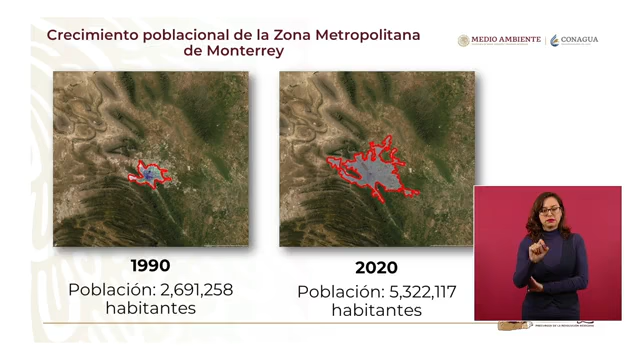 Crecimiento poblacional de la Zona Metropolitana
de Monterrey
MEDIO AMBIENTE
CONAGUA
1990
Población: 2,691,258
habitantes
2020
Población: 5,322,117
habitantes